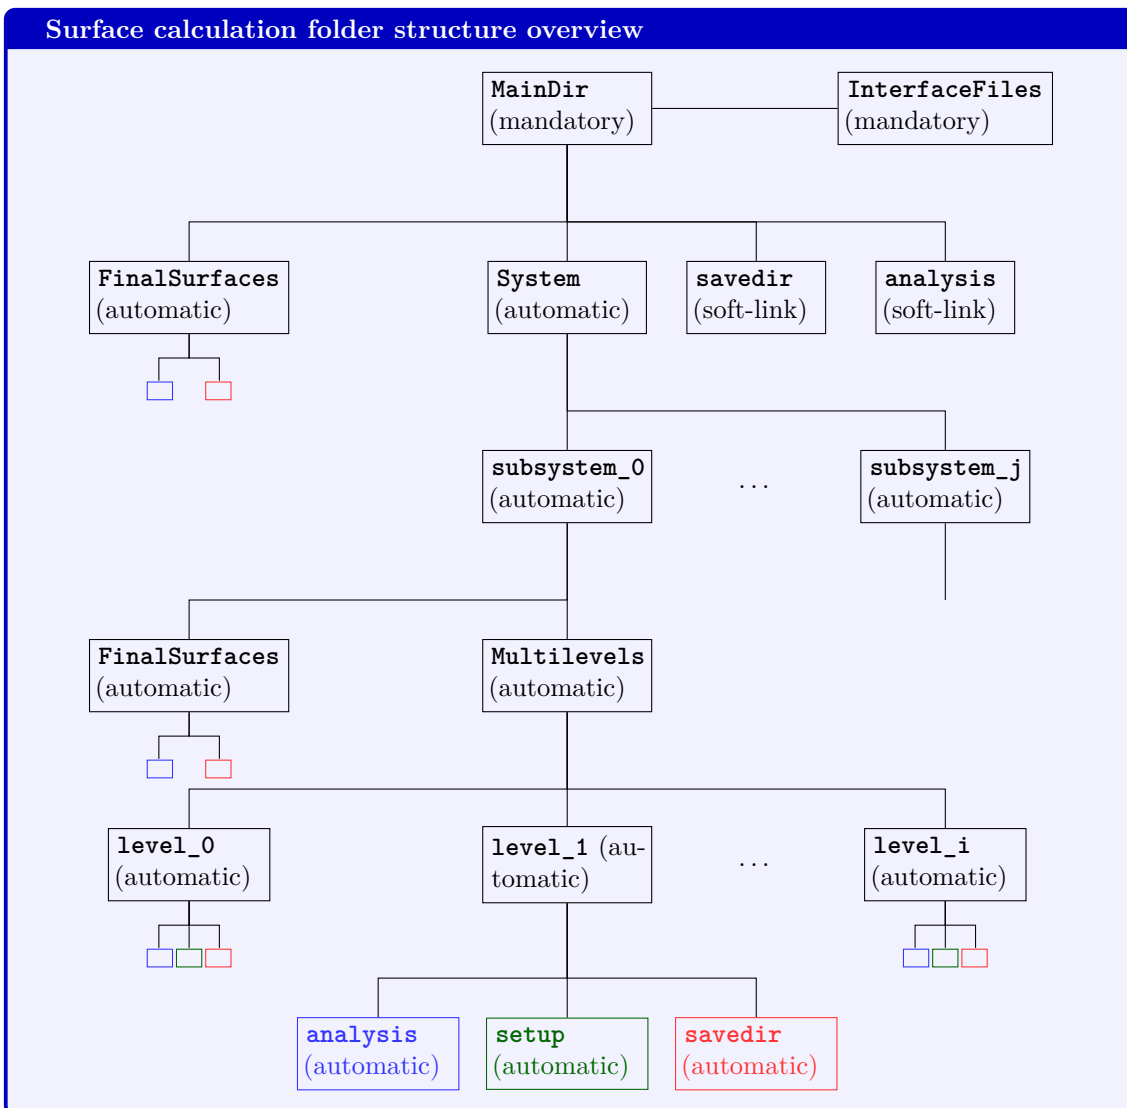 Surface calculation folder structure overview
MainDir
(mandatory)
InterfaceFiles
(mandatory)
FinalSurfaces
(automatic)
System
(automatic)
savedir
(soft-link)
analysis
(soft-link)
subsystem_0
(automatic)
...
subsystem_j
(automatic)
FinalSurfaces
(automatic)
Multilevels
(automatic)
level_0
(automatic)
level_1 (au-
tomatic)
...
level_i
(automatic)
analysis
(automatic)
setup
(automatic)
savedir
(automatic)